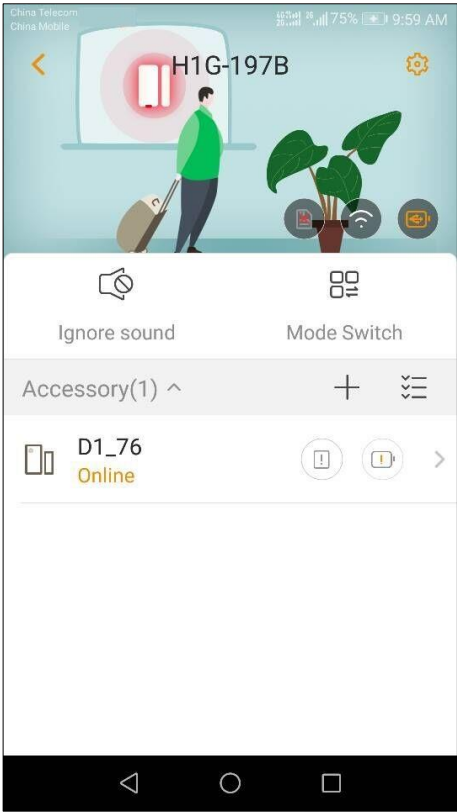 China Telecom
China Mobile
75% 9:59 AM
H1G-197B
Ignore sound
Mode Switch
Accessory(1)
D1_76
Online